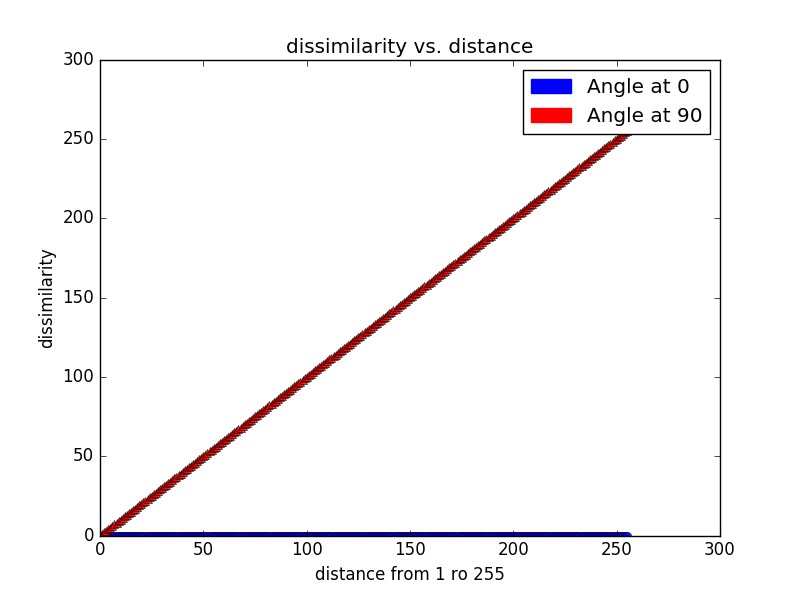 dissimilarity vs. distance
300
250
200
150
100
50
0
dissimilarity
Angle at 0
Angle at 90
0 50 100 150 200 250 300
distance from 1 ro 255